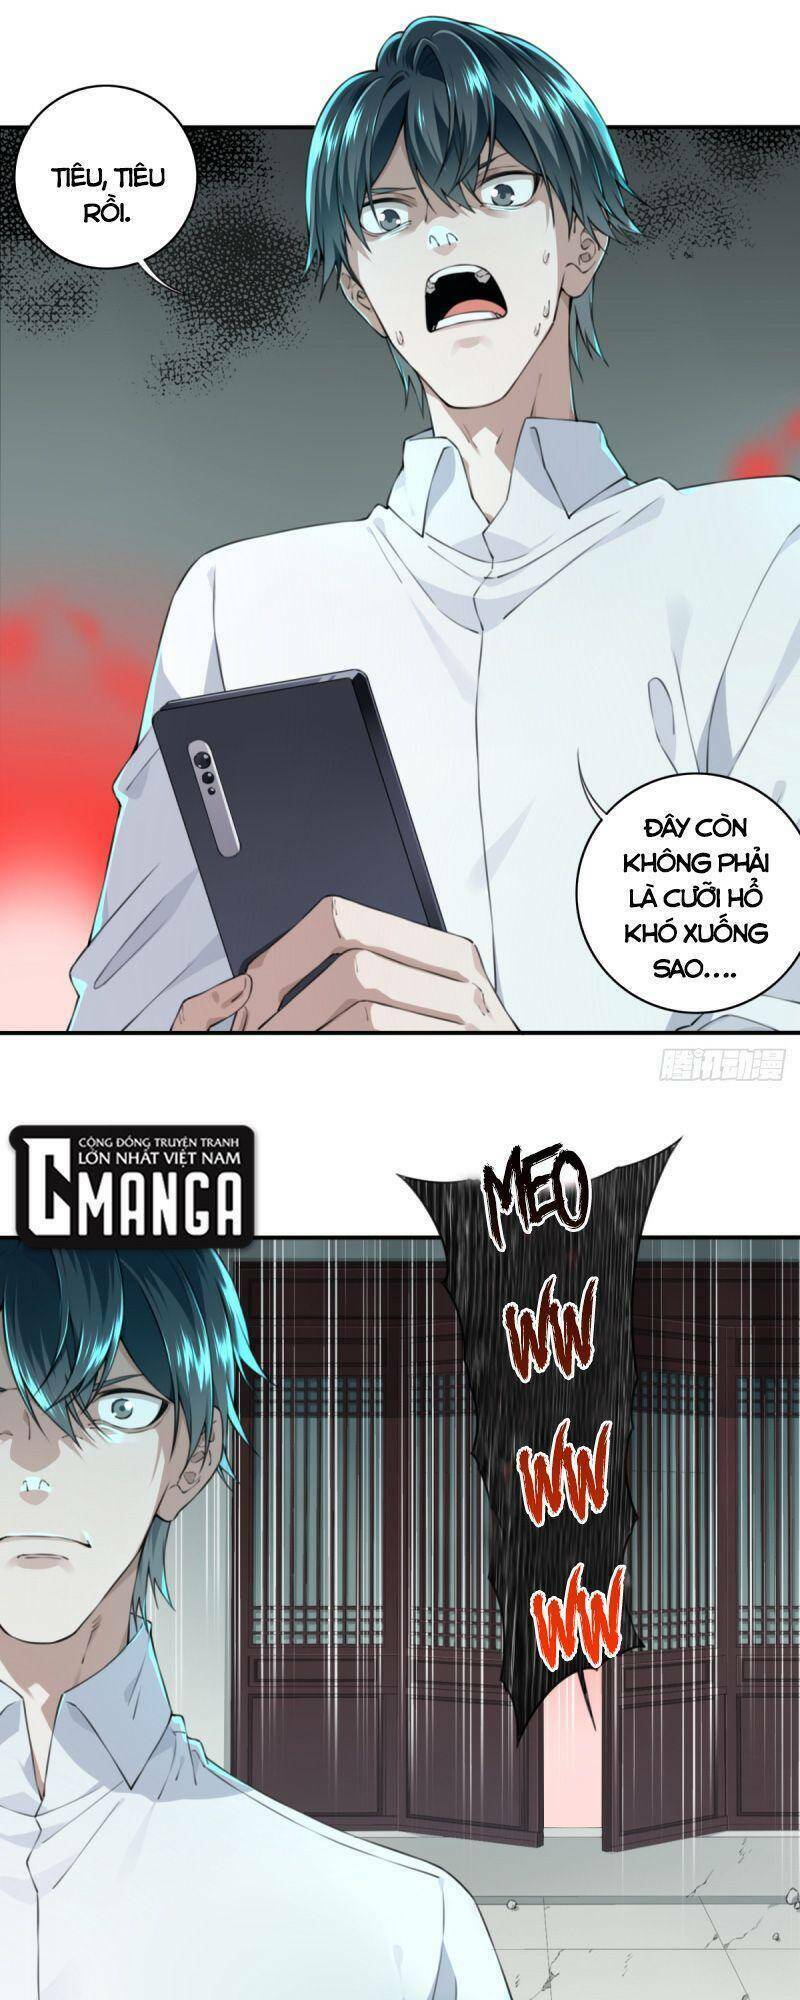 TIÊU, TIÊU
RỒI.
ĐÂY CÒN
KHÔNG PHẢI
LÀ CƯỠI HỔ
KHÓ XUỐNG
SAO....
腾讯动漫
CỘNG ĐỒNG TRUYỆN TRANH
LỚN NHẤT VIỆT NAM
CMANGA
MEO
WW
WW
WW